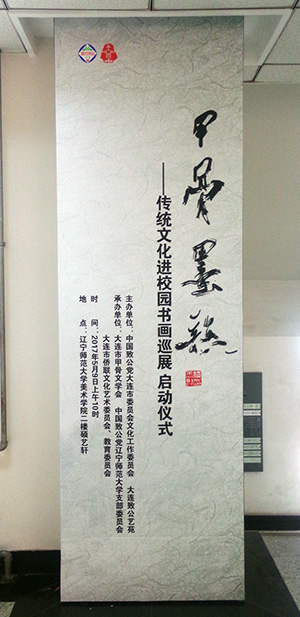 甲骨墨韵
——传统文化进校园书画巡展 启动仪式
主办单位：中国致公党大连市委员会文化工作委员会 大连致公艺苑
承办单位：大连市甲骨文学会 中国致公党辽宁师范大学支部委员会
大连市侨联文化艺术委员会、教育委员会
时 间：2017年5月9日上午10时
地 点：辽宁师范大学美术学院二楼硕艺轩